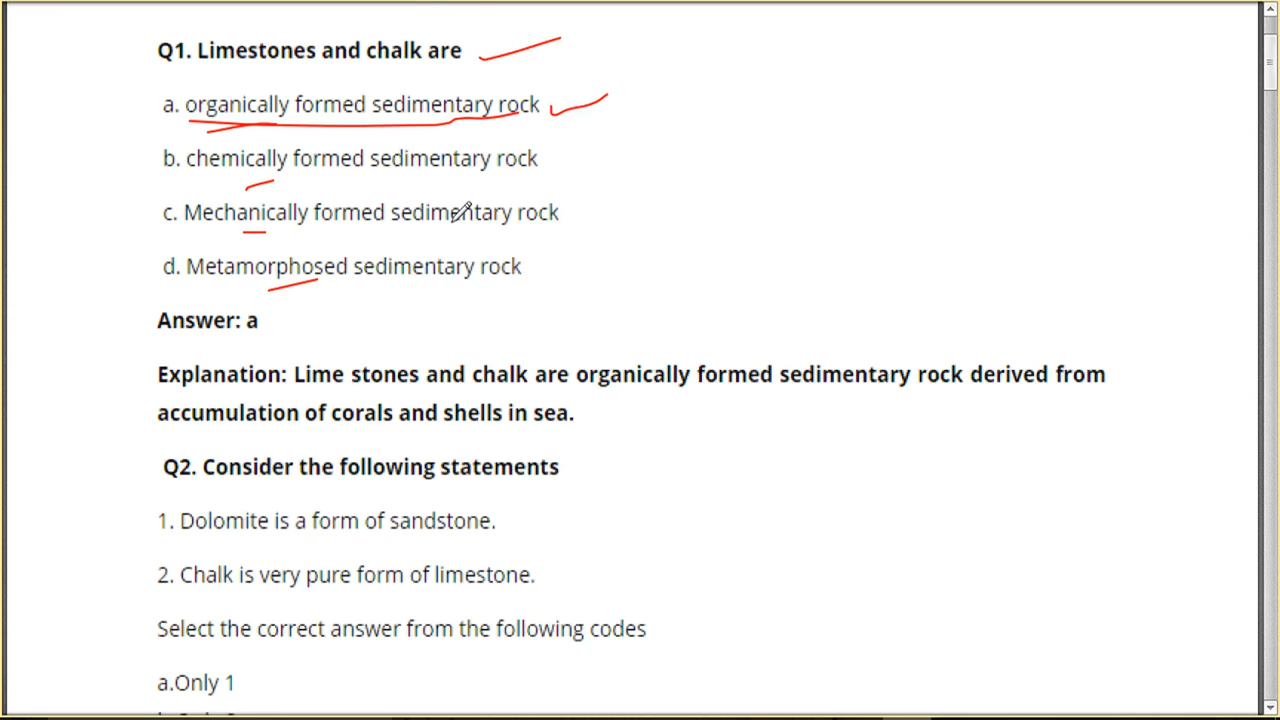 Q1. Limestones and chalk are
a. organically formed sedimentary rock
b. chemically formed sedimentary rock
c. Mechanically formed sedimentary rock
d. Metamorphosed sedimentary rock
Answer: a
Explanation: Lime stones and chalk are organically formed sedimentary rock derived from
accumulation of corals and shells in sea.
Q2. Consider the following statements
1. Dolomite is a form of sandstone.
2. Chalk is very pure form of limestone.
Select the correct answer from the following codes
a.Only 1